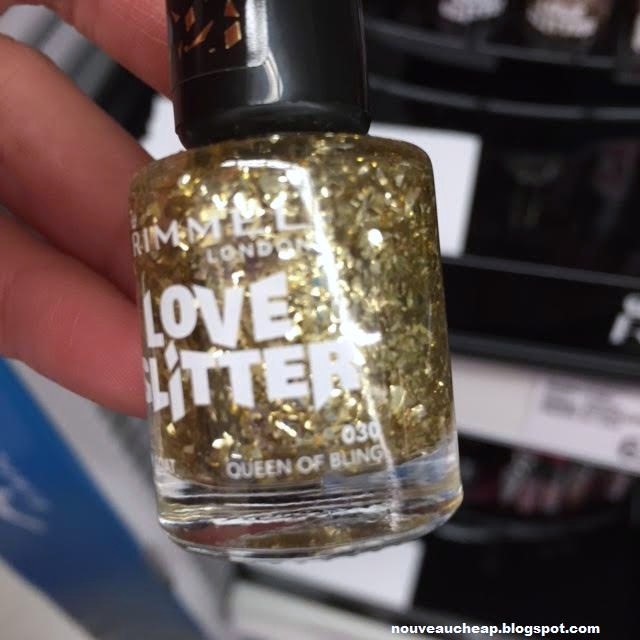 RIMMEL
LONDON
LOVE
GLITTER
030
QUEEN OF BLING
nouveaucheap.blogspot.com